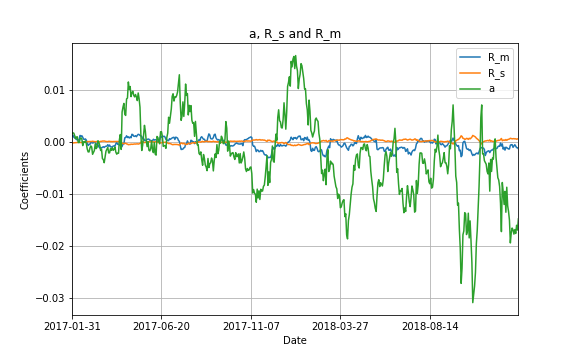 a, R_s and R_m
R_m
R_s
a
0.01
0.00
−0.01
−0.02
−0.03
Coefficients
2017-01-31 2017-06-20 2017-11-07 2018-03-27 2018-08-14
Date